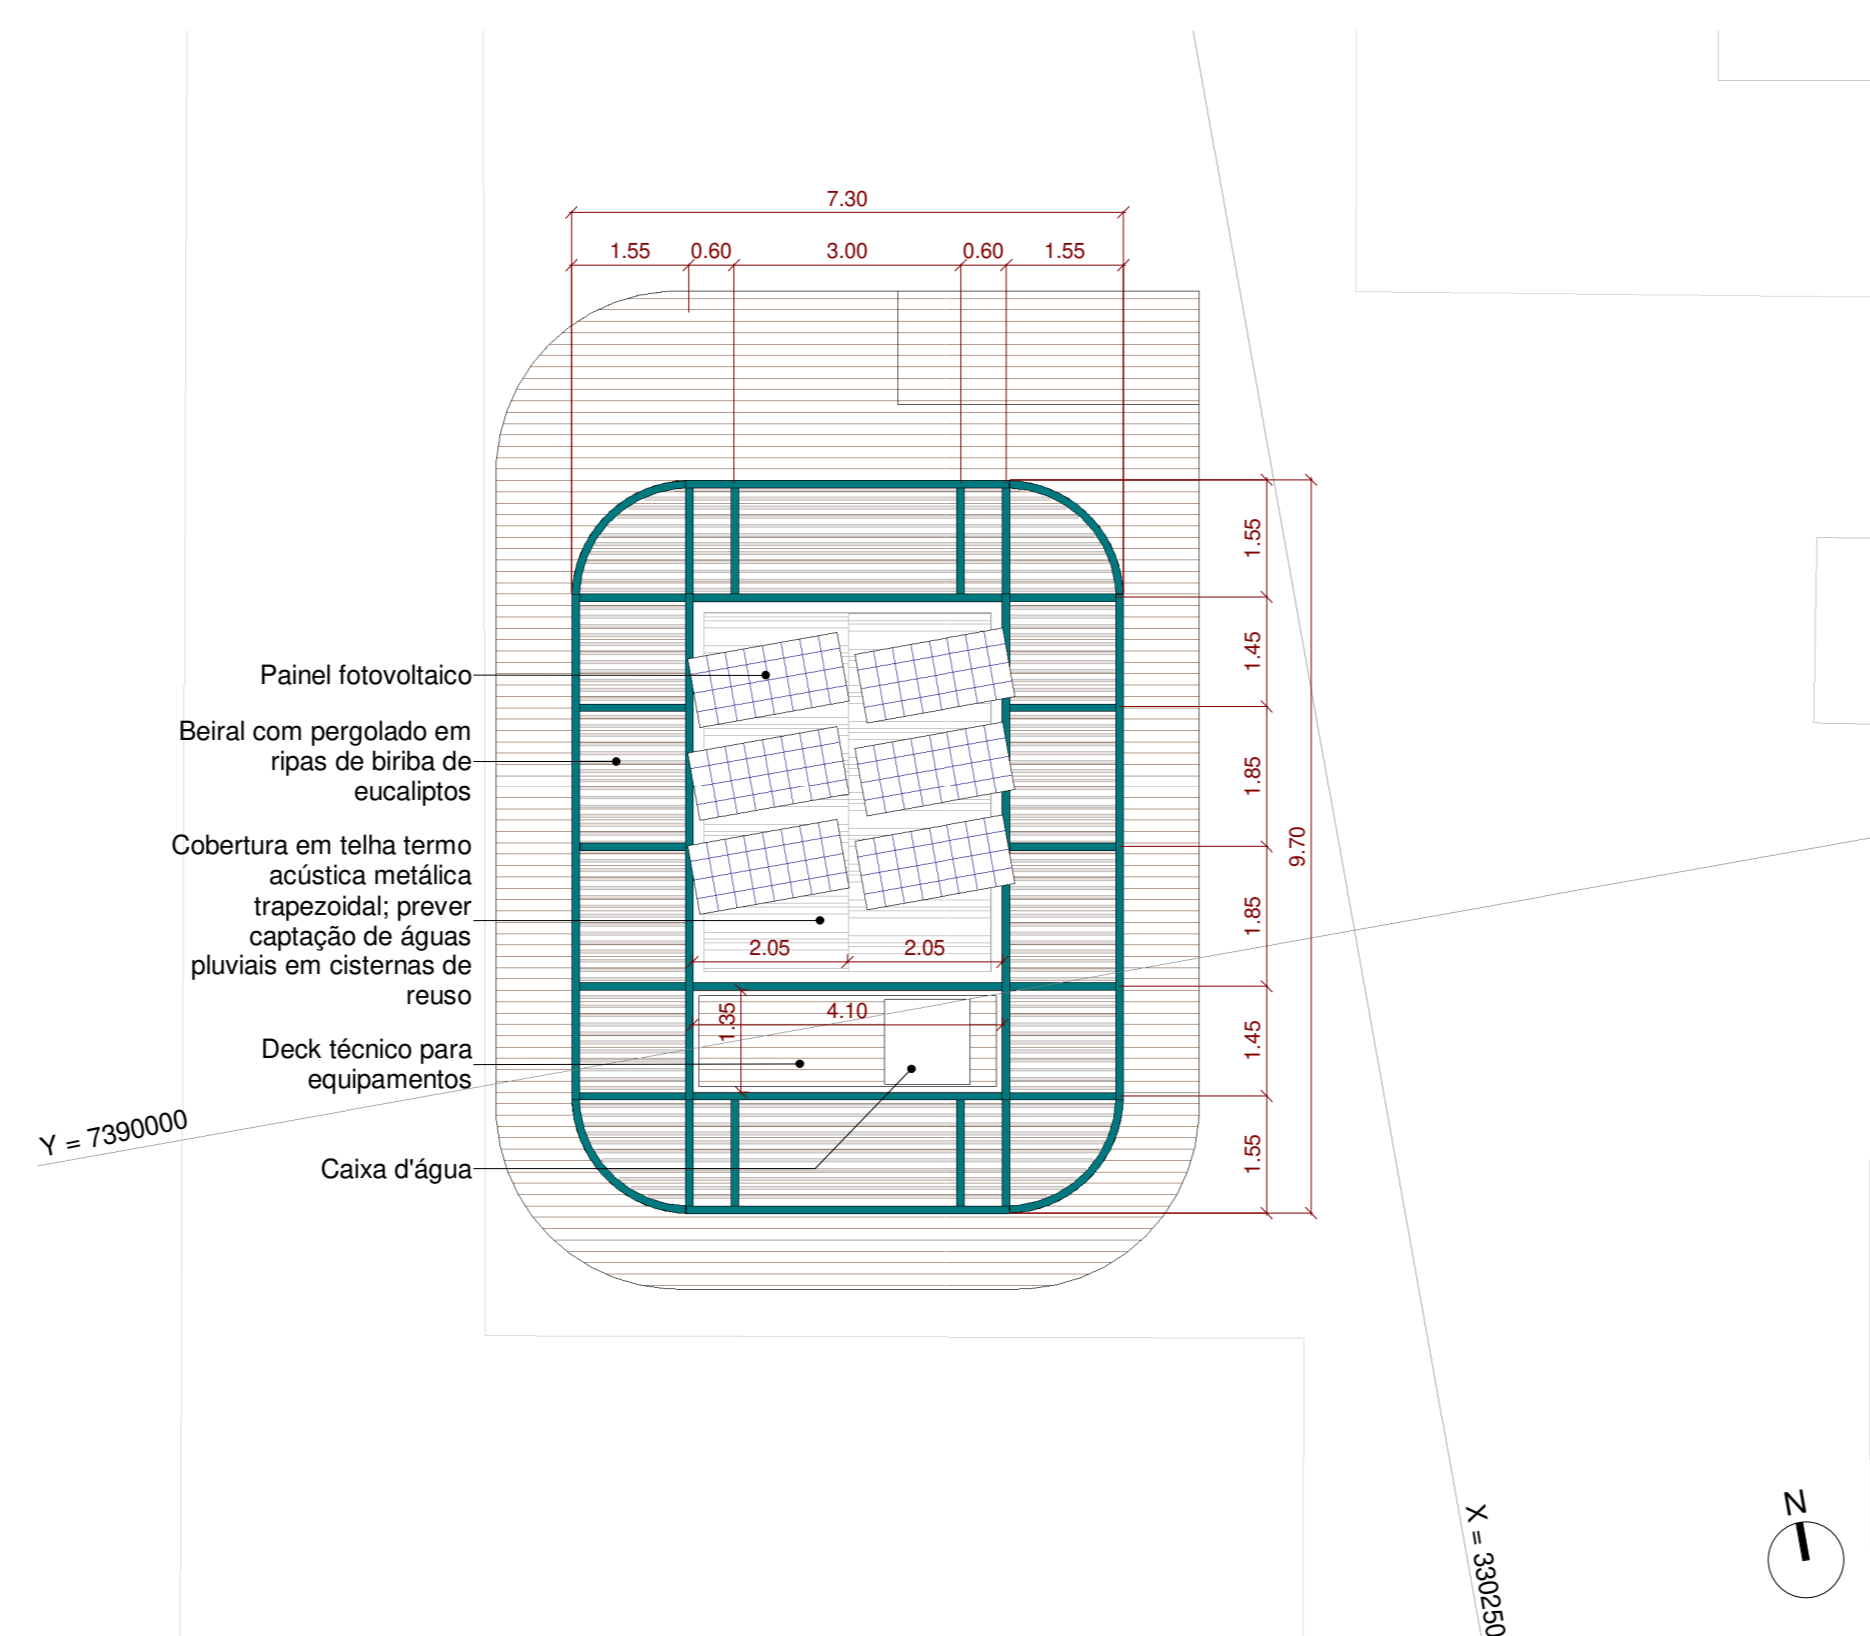 7.30
1.55 0.60 3.00 0.60 1.55
1.55
1.45
1.85
9.70
1.85
1.45
1.55
Painel fotovoltaico
Beiral com pergolado em
ripas de biriba de
eucaliptos
Cobertura em telha termo
acústica metálica
trapezoidal; prever
captação de águas
pluviais em cisternas de
reuso
2.05 2.05
1.35
4.10
Deck técnico para
equipamentos
Caixa d'água
Y = 7390000
X = 330250
N